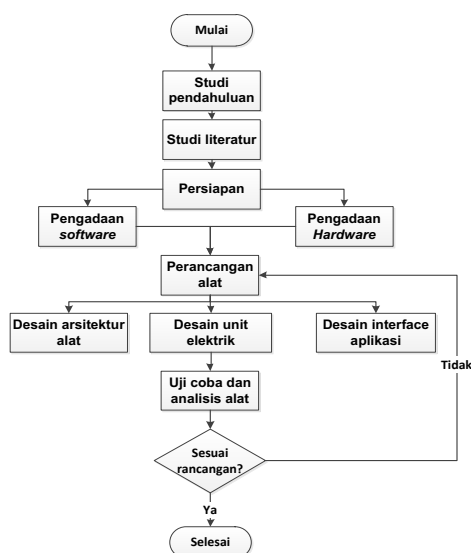 Mulai
Studi
pendahuluan
Studi literatur
Persiapan
Pengadaan
software
Pengadaan
Hardware
Perancangan
alat
Desain arsitektur
alat
Desain unit
elektrik
Desain interface
aplikasi
Tidak
Uji coba dan
analisis alat
Sesuai
rancangan?
Ya
Selesai